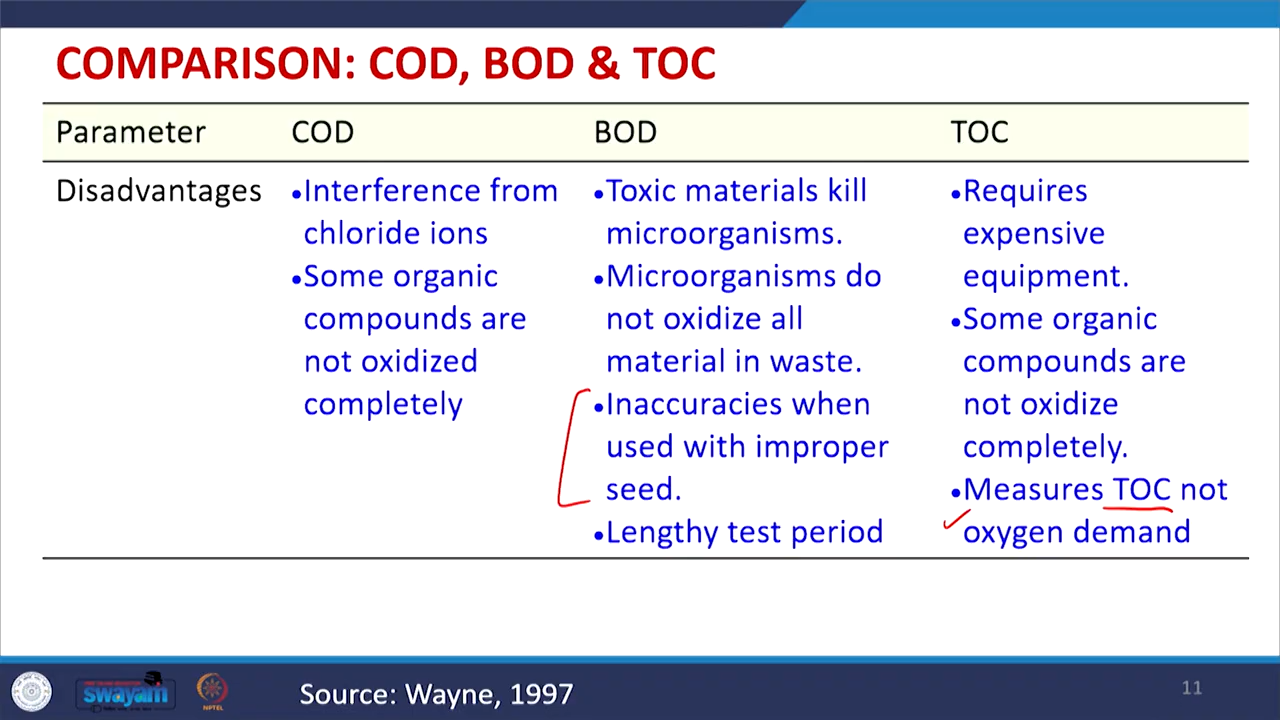 COMPARISON: COD, BOD & TOC
Parameter COD BOD TOC
Disadvantages
•Interference from
chloride ions
•Some organic
compounds are
not oxidized
completely
•Toxic materials kill
microorganisms.
•Microorganisms do
not oxidize all
material in waste.
•Inaccuracies when
used with improper
seed.
•Lengthy test period
•Requires
expensive
equipment.
•Some organic
compounds are
not oxidize
completely.
•Measures TOC not
oxygen demand
swayam
NPTEL
Source: Wayne, 1997
11